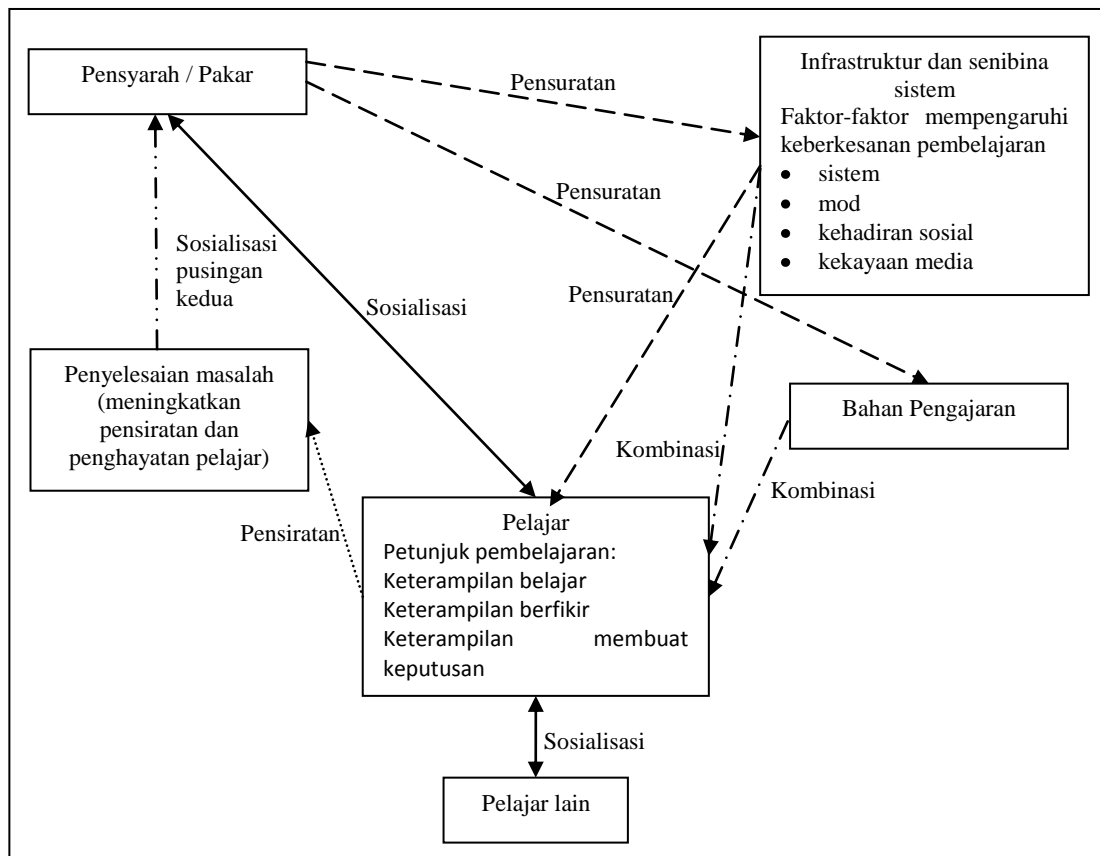 Pensyarah / Pakar
Pensuratan
Infrastruktur dan senibina
sistem
Faktor-faktor mempengaruhi
keberkesanan pembelajaran
• sistem
• mod
• kehadiran sosial
• kekayaan media
Pensuratan
Sosialisasi
pusingan
kedua
Sosialisasi
Pensuratan
Penyelesaian masalah
(meningkatkan
pensiratan dan
penghayatan pelajar)
Bahan Pengajaran
Kombinasi
Kombinasi
Pensiratan
Pelajar
Petunjuk pembelajaran:
Keterampilan belajar
Keterampilan berfikir
Keterampilan membuat
keputusan
Sosialisasi
Pelajar lain